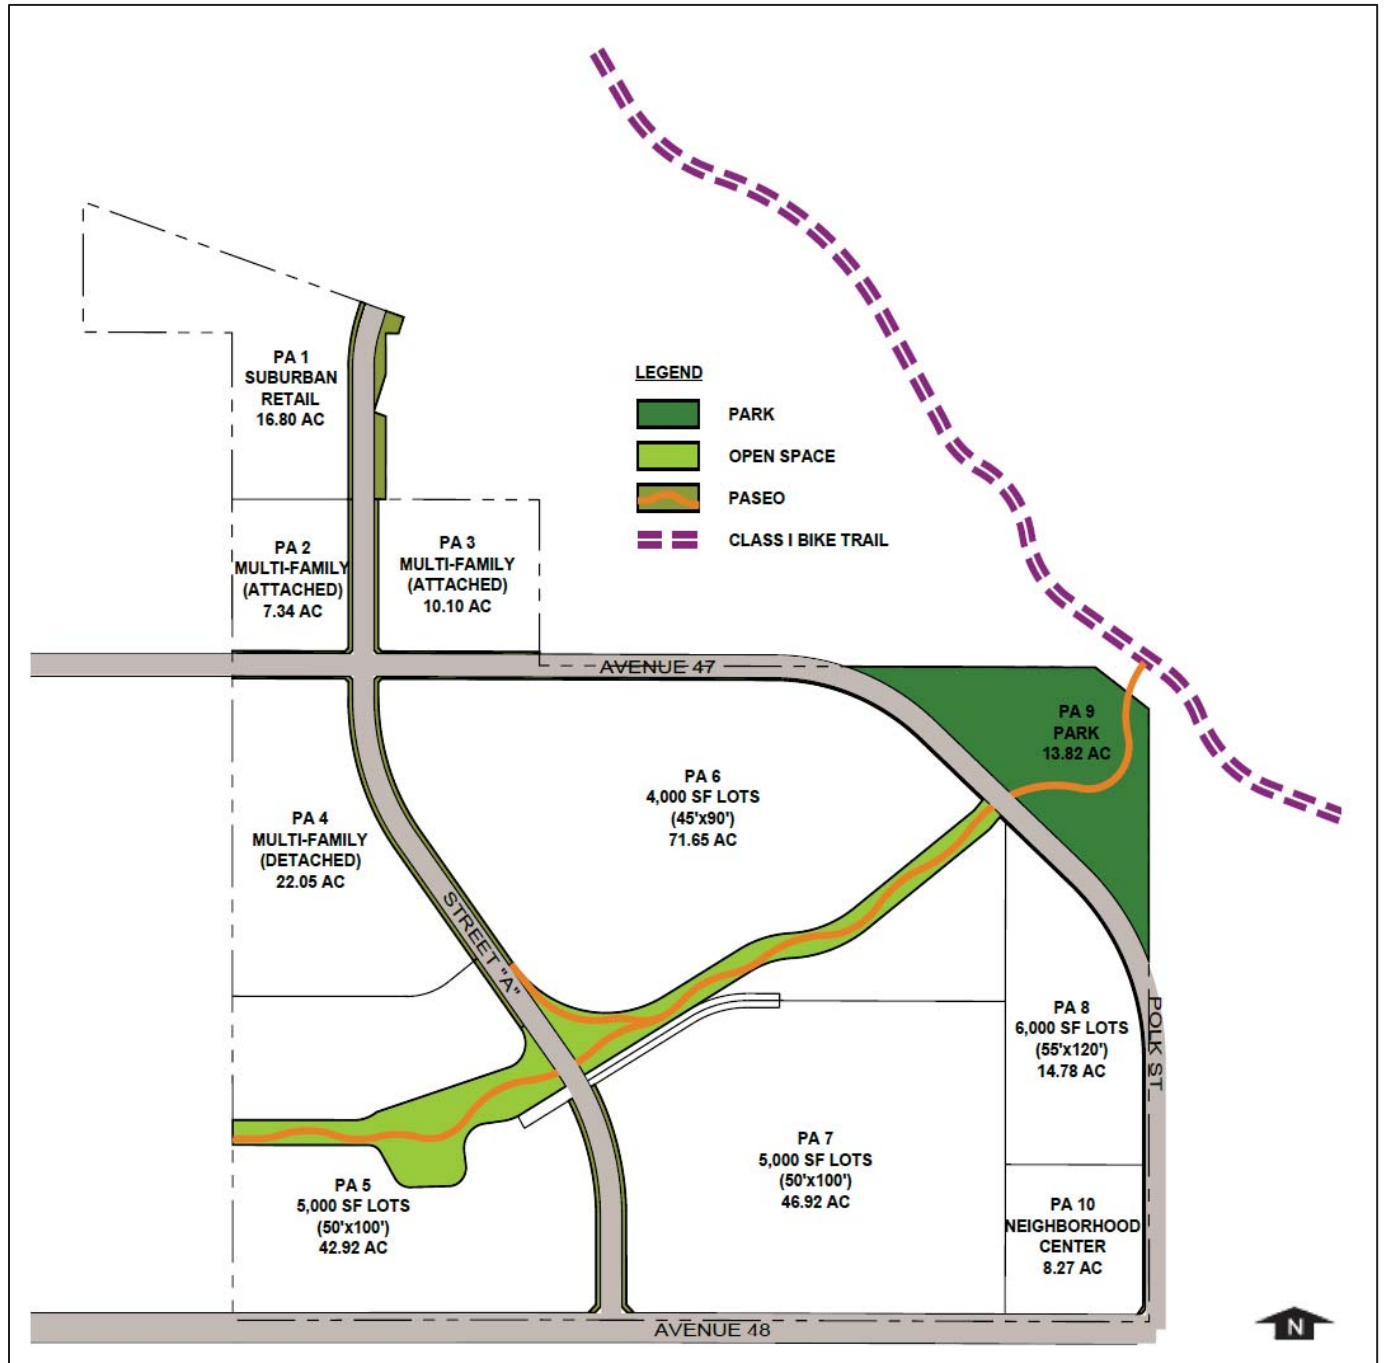 PA 1
SUBURBAN
RETAIL
16.80 AC
LEGEND
PARK
OPEN SPACE
PASEO
CLASS I BIKE TRAIL
PA 2
MULTI-FAMILY
(ATTACHED)
7.34 AC
PA 3
MULTI-FAMILY
(ATTACHED)
10.10 AC
AVENUE 47
PA 9
PARK
13.82 AC
PA 6
4,000 SF LOTS
(45'x90')
71.65 AC
PA 4
MULTI-FAMILY
(DETACHED)
22.05 AC
STREET "A"
PA 8
6,000 SF LOTS
(55'x120')
14.78 AC
POLK ST
PA 7
5,000 SF LOTS
(50'x100')
46.92 AC
PA 5
5,000 SF LOTS
(50'x100')
42.92 AC
PA 10
NEIGHBORHOOD
CENTER
8.27 AC
AVENUE 48
N